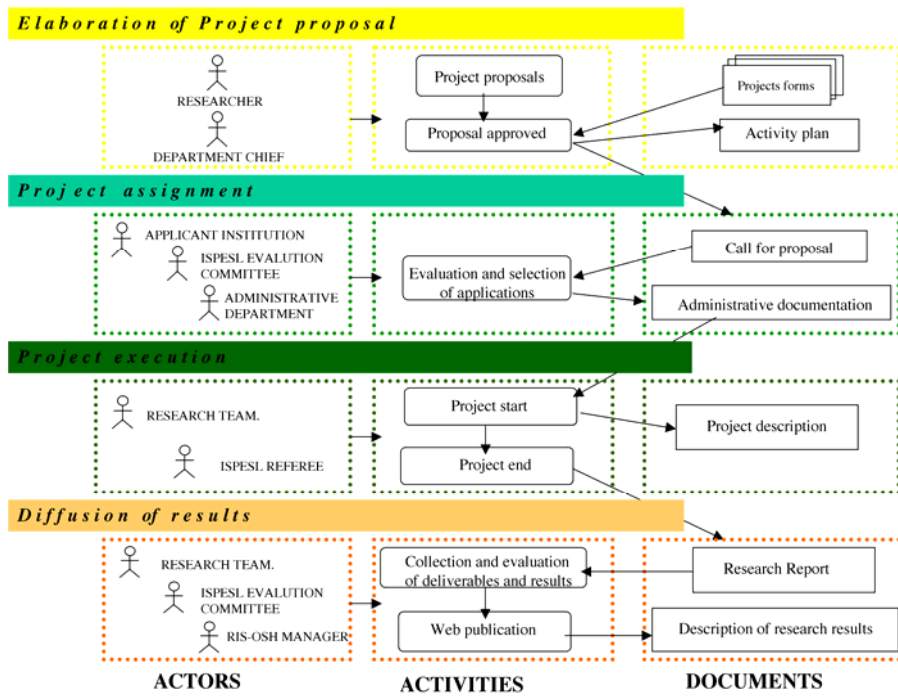 Elaboration of Project proposal
RESEARCHER
DEPARTMENT CHIEF
Project proposals
Proposal approved
Projects forms
Activity plan
Project assignment
APPLICANT INSTITUTION
ISPESL EVALUTION
COMMITTEE
ADMINISTRATIVE
DEPARTMENT
Evaluation and selection
of applications
Call for proposal
Administrative documentation
Project execution
RESEARCH TEAM.
ISPESL REFEREE
Project start
Project end
Project description
Diffusion of results
RESEARCH TEAM.
ISPESL EVALUTION
COMMITTEE
RIS-OSH MANAGER
Collection and evaluation
of deliverables and results
Web publication
Research Report
Description of research results
ACTORS
ACTIVITIES
DOCUMENTS